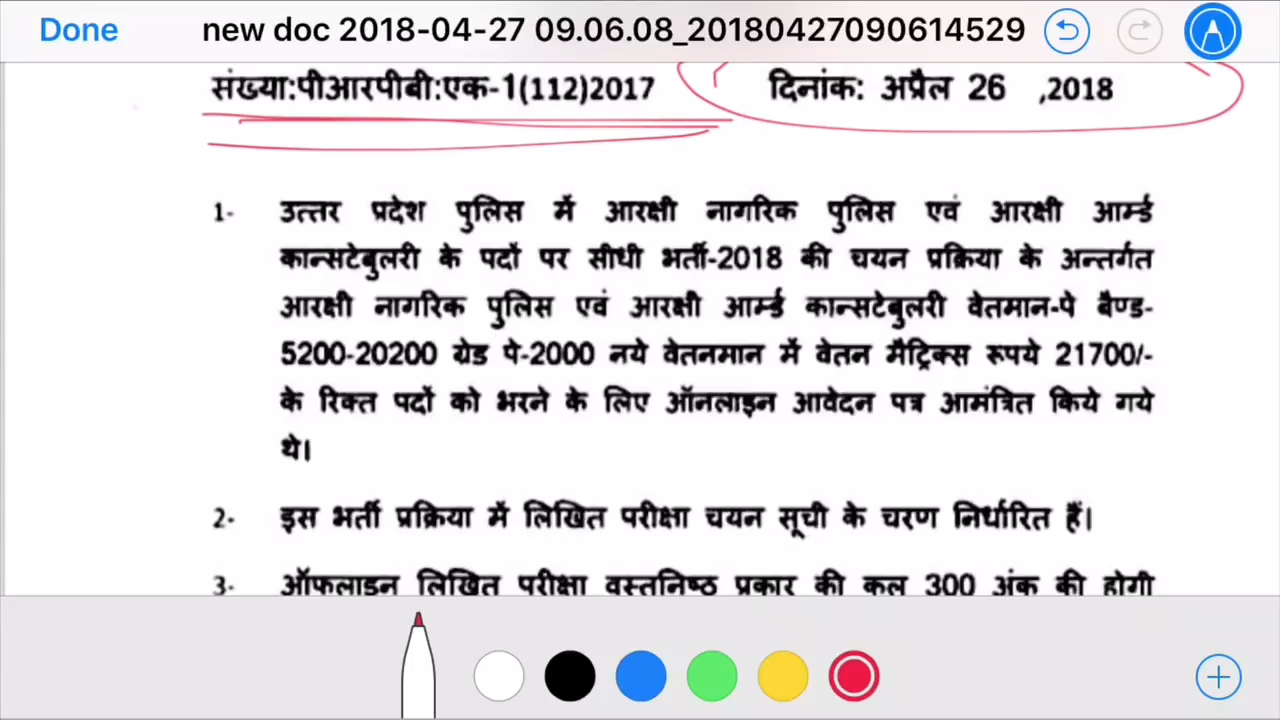 Done new doc 2018-04-27 09.06.08_20180427090614529
संख्या:पीआरपीबी:एक-1(112)2017 दिनांक: अप्रैल 26 ,2018
1- उत्तर प्रदेश पुलिस में आरक्षी नागरिक पुलिस एवं आरक्षी आर्म्ड
कान्सटेबुलरी के पदों पर सीधी भर्ती-2018 की चयन प्रक्रिया के अन्तर्गत
आरक्षी नागरिक पुलिस एवं आरक्षी आर्म्ड कान्सटेबुलरी वेतमान-पे बैण्ड-
5200-20200 ग्रेड पे-2000 नये वेतनमान में वेतन मैट्रिक्स रूपये 21700/-
के रिक्त पदों को भरने के लिए ऑनलाइन आवेदन पत्र आमंत्रित किये गये
थे।
2- इस भर्ती प्रक्रिया में लिखित परीक्षा चयन सूची के चरण निर्धारित हैं।
3- ऑफलाइन लिखित परीक्षा वस्तुनिष्ठ प्रकार की कुल 300 अंक की होगी